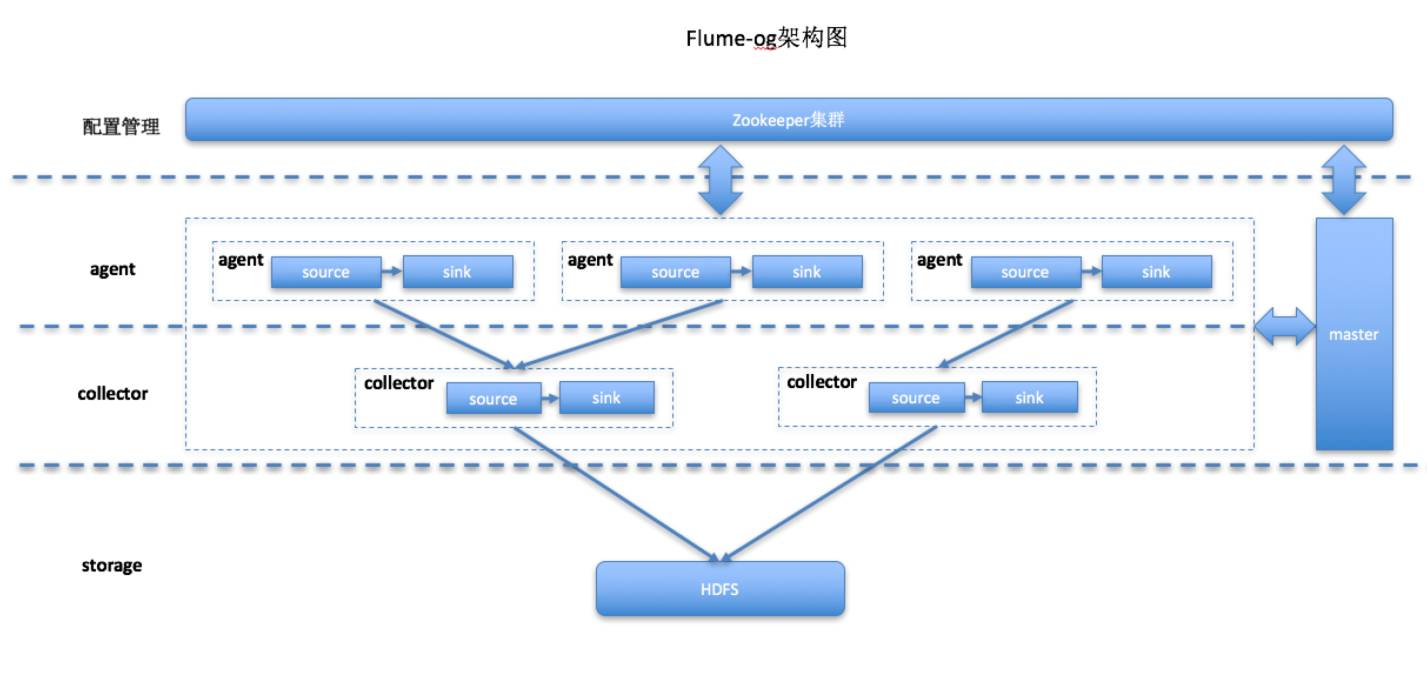 Flume-og架构图
配置管理
Zookeeper集群
agent
agent
source
sink
agent
source
sink
agent
source
sink
master
collector
collector
source
sink
collector
source
sink
storage
HDFS